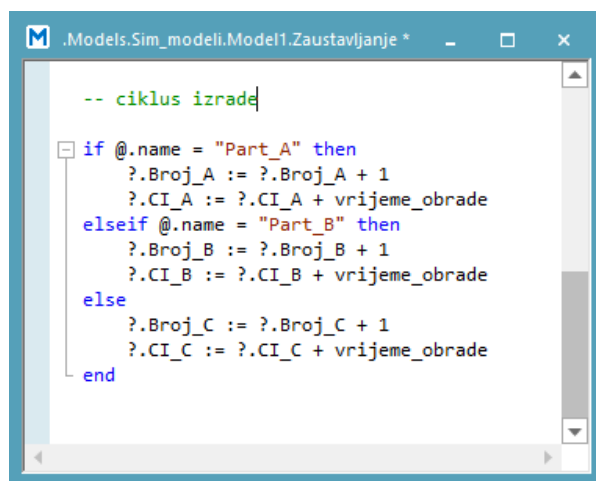 M .Models.Sim_modeli.Model1.Zaustavljanje *
-- ciklus izrade
if @.name = "Part_A" then
?.Broj_A := ?.Broj_A + 1
?.CI_A := ?.CI_A + vrijeme_obrade
elseif @.name = "Part_B" then
?.Broj_B := ?.Broj_B + 1
?.CI_B := ?.CI_B + vrijeme_obrade
else
?.Broj_C := ?.Broj_C + 1
?.CI_C := ?.CI_C + vrijeme_obrade
end